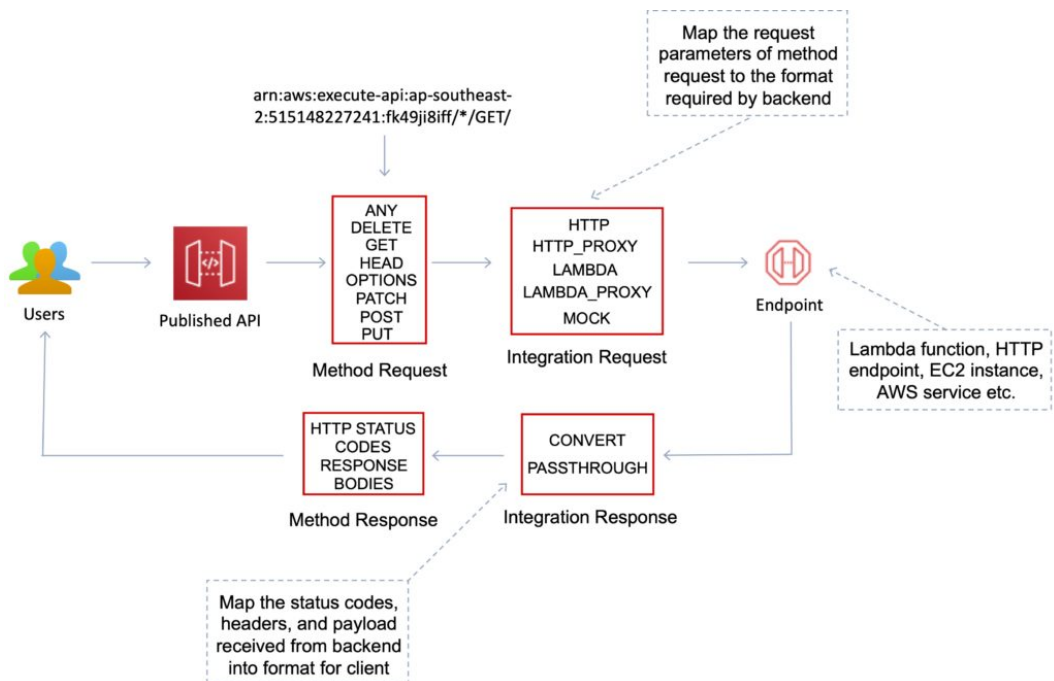 Map the request
parameters of method
request to the format
required by backend
arn:aws:execute-api:ap-southeast-
2:515148227241:fk49ji8iff/*/GET/
ANY
DELETE
GET
HEAD
OPTIONS
PATCH
POST
PUT
HTTP
HTTP_PROXY
LAMBDA
LAMBDA_PROXY
MOCK
Users
Published API
Method Request
Integration Request
Endpoint
Lambda function, HTTP
endpoint, EC2 instance,
AWS service etc.
HTTP STATUS
CODES
RESPONSE
BODIES
CONVERT
PASSTHROUGH
Method Response
Integration Response
Map the status codes,
headers, and payload
received from backend
into format for client